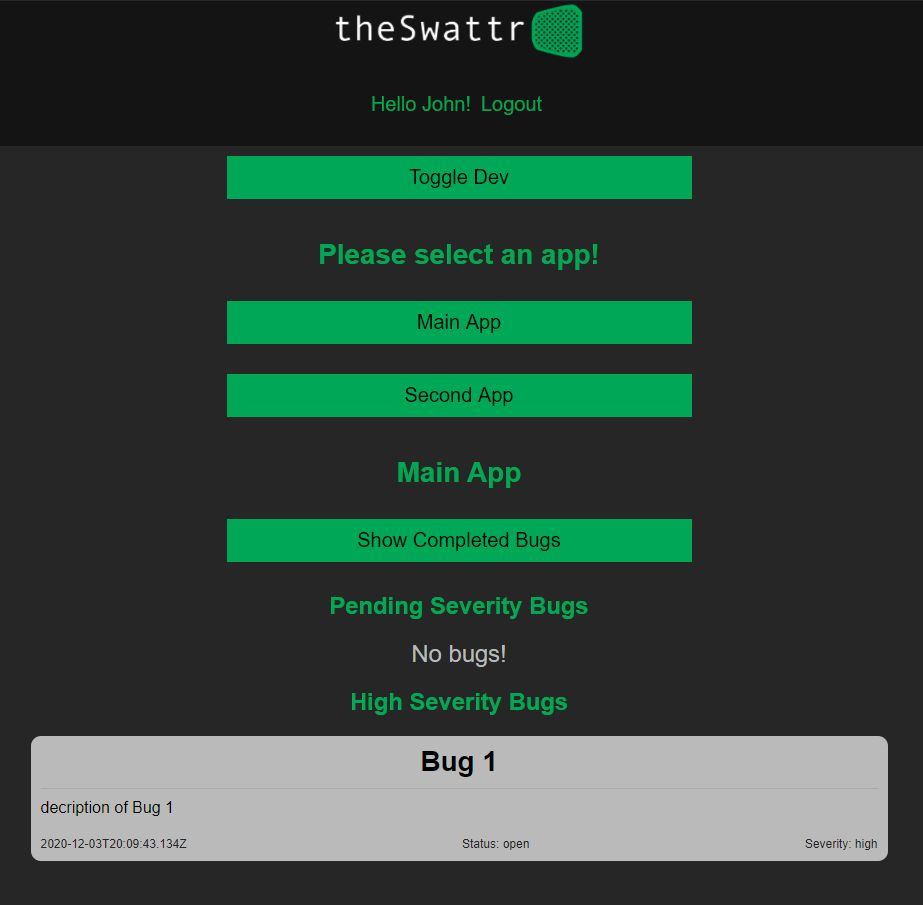 theSwattr
Hello John! Logout
Toggle Dev
Please select an app!
Main App
Second App
Main App
Show Completed Bugs
Pending Severity Bugs
No bugs!
High Severity Bugs
Bug 1
decription of Bug 1
2020-12-03T20:09:43.134Z Status: open Severity: high